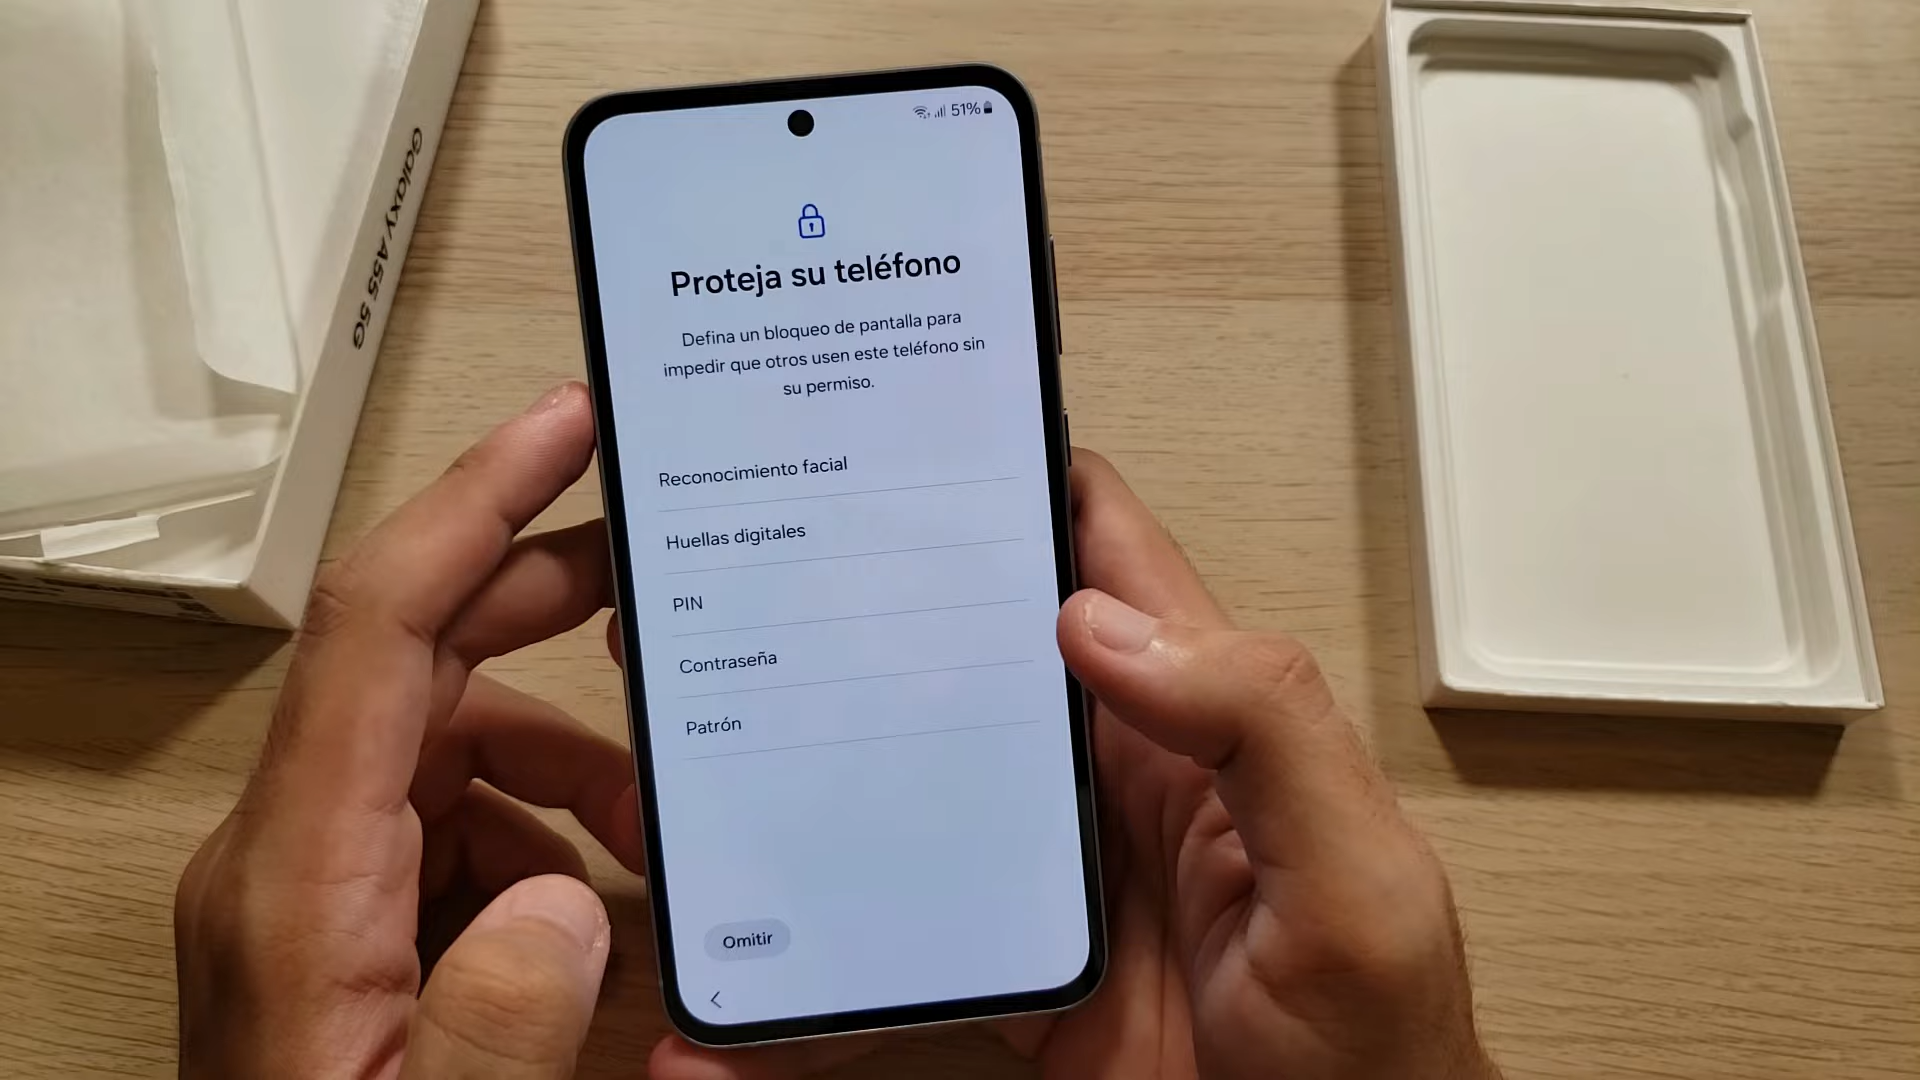 Galaxy A55 5G
51%
Proteja su teléfono
Defina un bloqueo de pantalla para
impedir que otros usen este teléfono sin
su permiso.
Reconocimiento facial
Huellas digitales
PIN
Contraseña
Patrón
Omitir